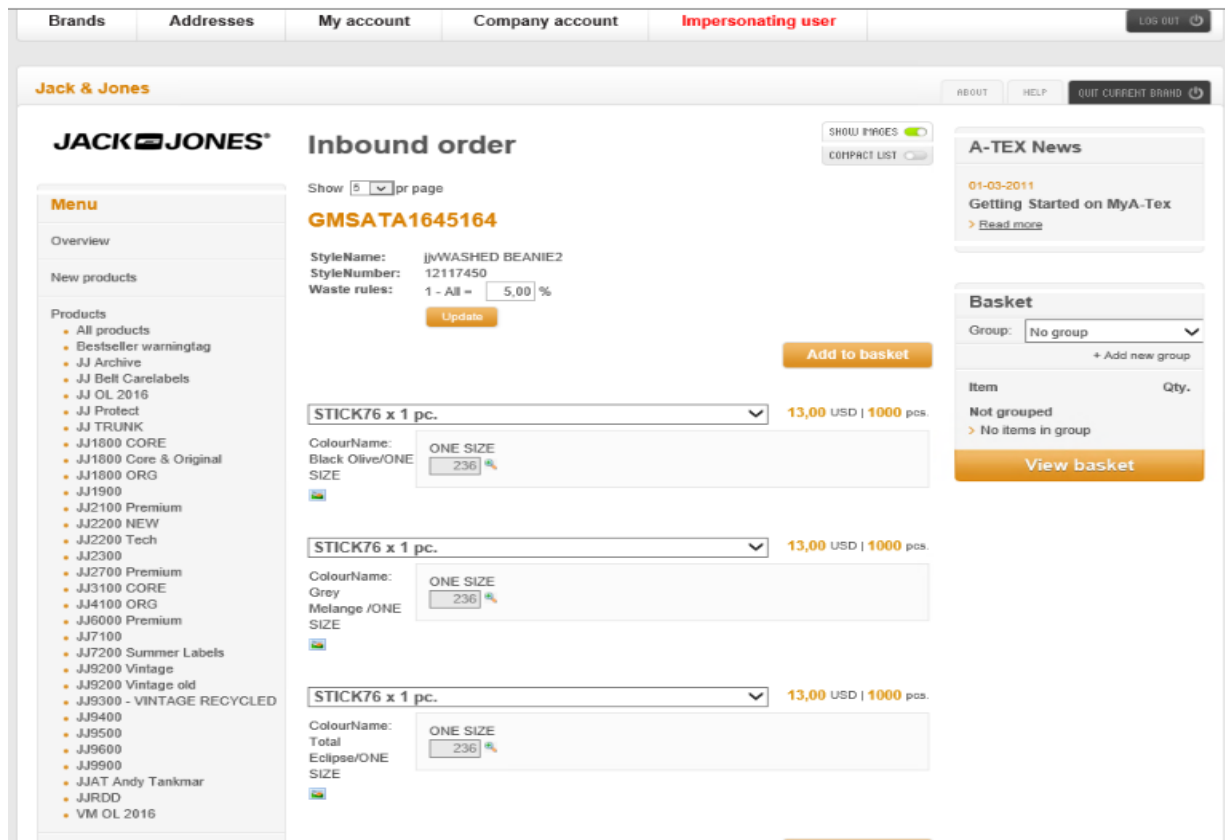 Brands Addresses My account Company account Impersonating user LOG OUT
Jack & Jones
ABOUT HELP QUIT CURRENT BRAND
JACK JONES®
Menu
Overview
New products
Products
All products
Bestseller warningtag
JJ Archive
JJ Belt Carelabels
JJ OL 2016
JJ Protect
JJ TRUNK
JJ1800 CORE
JJ1800 Core & Original
JJ1800 ORG
JJ1900
JJ2100 Premium
JJ2200 NEW
JJ2200 Tech
JJ2300
JJ2700 Premium
JJ3100 CORE
JJ4100 ORG
JJ6000 Premium
JJ7100
JJ7200 Summer Labels
JJ9200 Vintage
JJ9200 Vintage old
JJ9300 - VINTAGE RECYCLED
JJ9400
JJ9500
JJ9600
JJ9900
JJAT Andy Tankmar
JJRDD
VM OL 2016
Inbound order
SHOW IMAGES
COMPACT LIST
Show 5 pr page
GMSATA1645164
StyleName: jjvWASHED BEANIE2
StyleNumber: 12117450
Waste rules: 1 - All = 5,00 %
Update
Add to basket
STICK76 x 1 pc. 13,00 USD | 1000 pcs.
ColourName:
Black Olive/ONE
SIZE
ONE SIZE
236
STICK76 x 1 pc. 13,00 USD | 1000 pcs.
ColourName:
Grey
Melange /ONE
SIZE
ONE SIZE
236
STICK76 x 1 pc. 13,00 USD | 1000 pcs.
ColourName:
Total
Eclipse/ONE
SIZE
ONE SIZE
236
A-TEX News
01-03-2011
Getting Started on MyA-Tex
> Read more
Basket
Group: No group
+ Add new group
Item Qty.
Not grouped
> No items in group
View basket